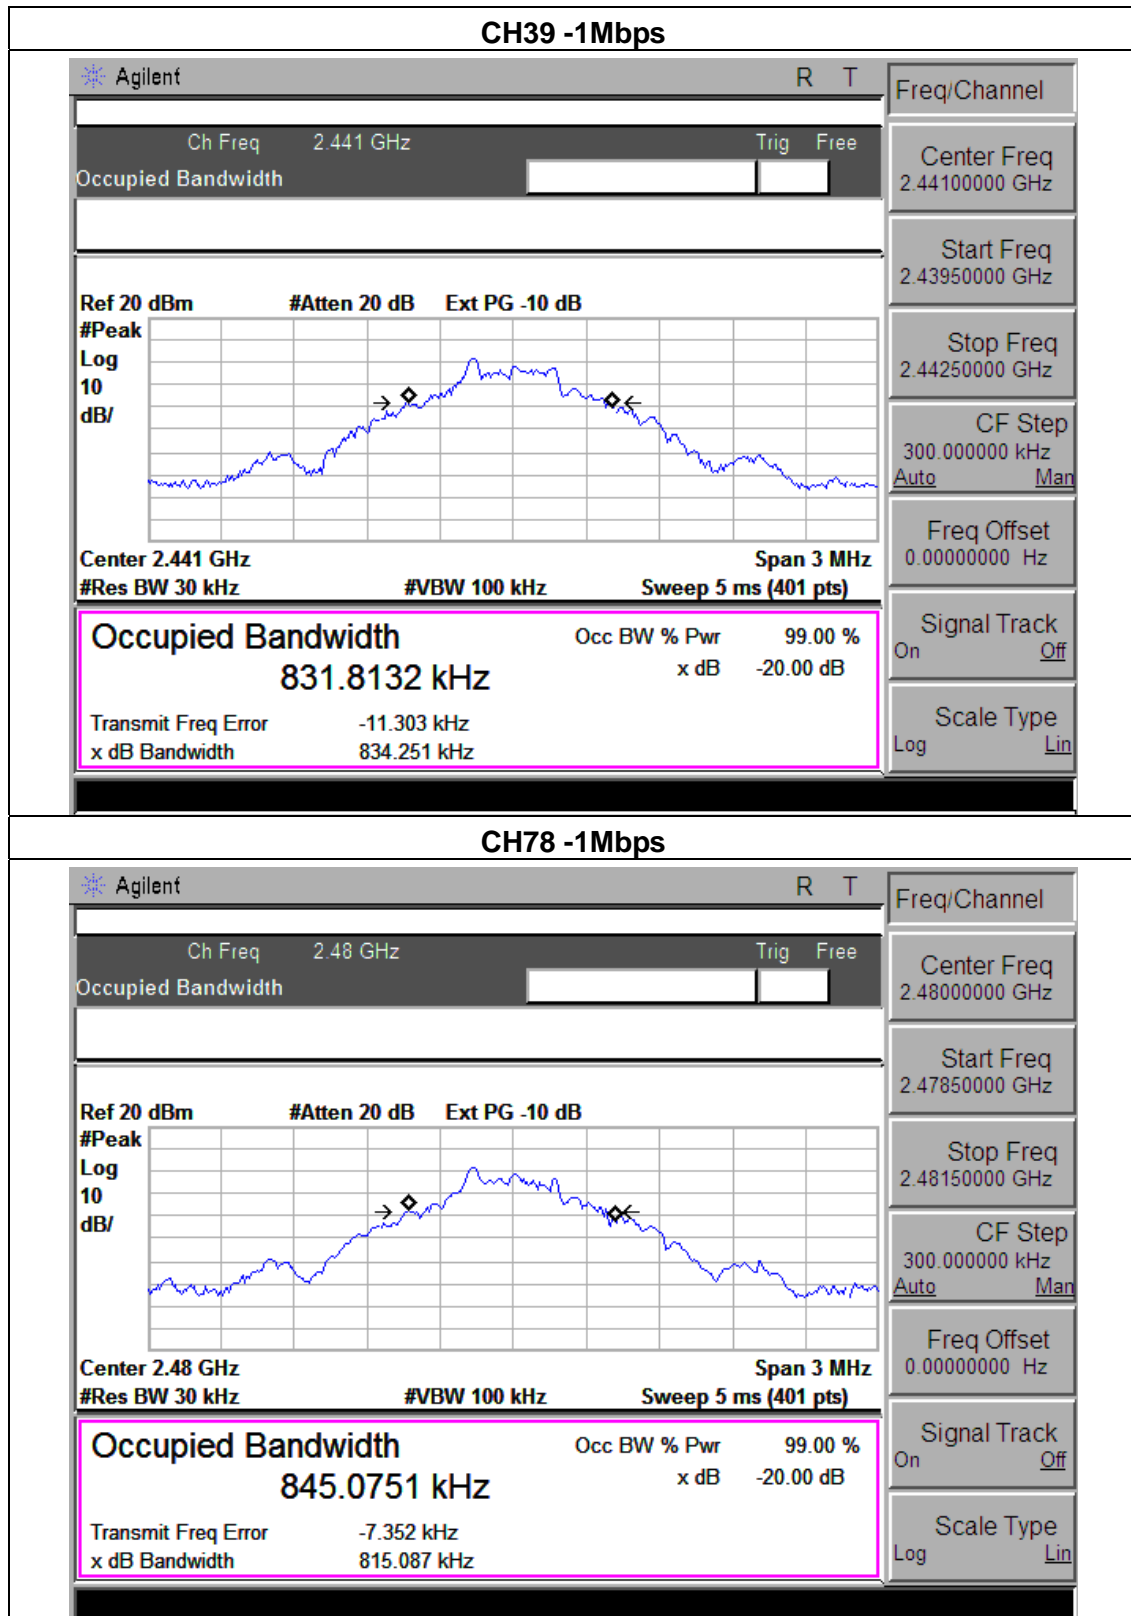 CH39 -1Mbps
Agilent R T
Freq/Channel
Ch Freq 2.441 GHz Trig Free
Occupied Bandwidth
Center Freq
2.44100000 GHz
Start Freq
2.43950000 GHz
Stop Freq
2.44250000 GHz
CF Step
300.000000 kHz
Auto Man
Freq Offset
0.00000000 Hz
Signal Track
On Off
Scale Type
Log Lin
Ref 20 dBm #Atten 20 dB Ext PG -10 dB
#Peak
Log
10
dB/
Center 2.441 GHz Span 3 MHz
#Res BW 30 kHz #VBW 100 kHz Sweep 5 ms (401 pts)
Occupied Bandwidth Occ BW % Pwr 99.00 %
831.8132 kHz x dB -20.00 dB
Transmit Freq Error -11.303 kHz
x dB Bandwidth 834.251 kHz
CH78 -1Mbps
Agilent R T
Freq/Channel
Ch Freq 2.48 GHz Trig Free
Occupied Bandwidth
Center Freq
2.48000000 GHz
Start Freq
2.47850000 GHz
Stop Freq
2.48150000 GHz
CF Step
300.000000 kHz
Auto Man
Freq Offset
0.00000000 Hz
Signal Track
On Off
Scale Type
Log Lin
Ref 20 dBm #Atten 20 dB Ext PG -10 dB
#Peak
Log
10
dB/
Center 2.48 GHz Span 3 MHz
#Res BW 30 kHz #VBW 100 kHz Sweep 5 ms (401 pts)
Occupied Bandwidth Occ BW % Pwr 99.00 %
845.0751 kHz x dB -20.00 dB
Transmit Freq Error -7.352 kHz
x dB Bandwidth 815.087 kHz